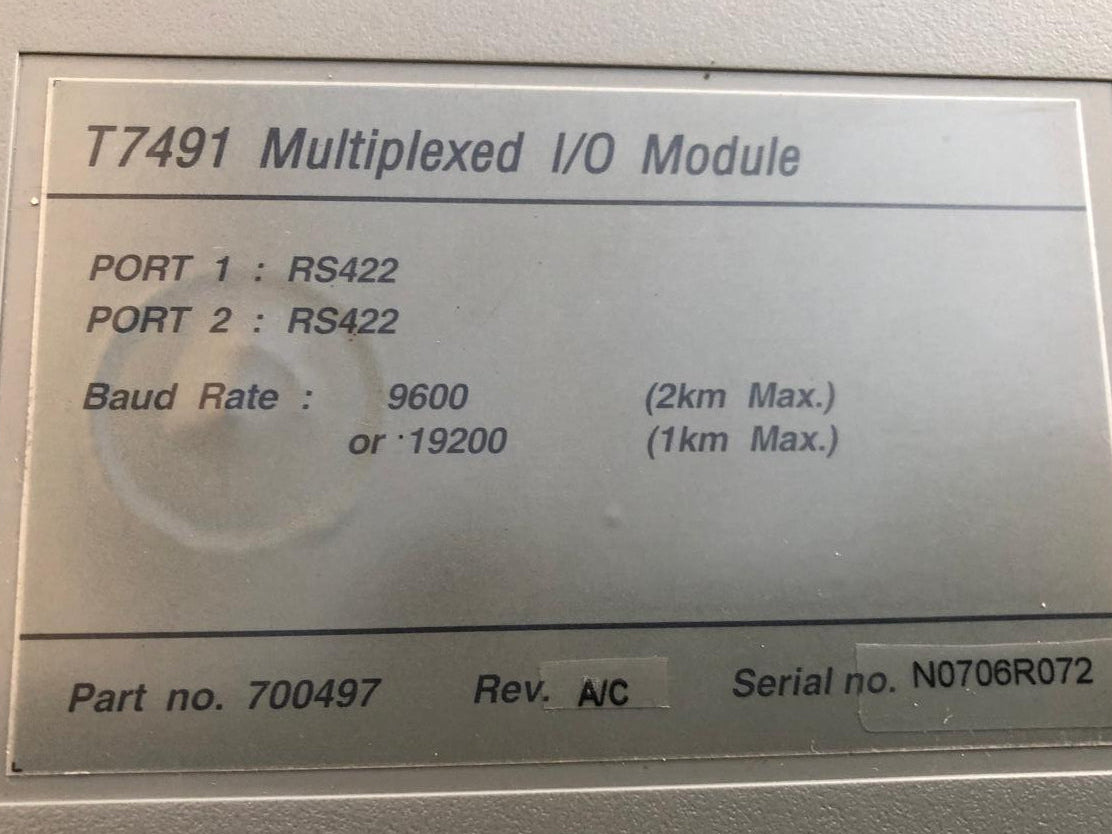 T7491 Multiplexed I/O Module
PORT 1 : RS422
PORT 2 : RS422
Baud Rate : 9600 (2km Max.)
or 19200 (1km Max.)
Part no. 700497 Rev. A/C Serial no. N0706R072